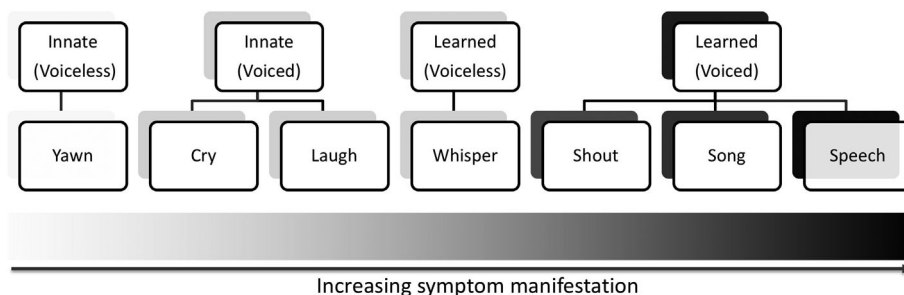 Innate
(Voiceless)
Innate
(Voiced)
Learned
(Voiceless)
Learned
(Voiced)
Yawn
Cry
Laugh
Whisper
Shout
Song
Speech
Increasing symptom manifestation